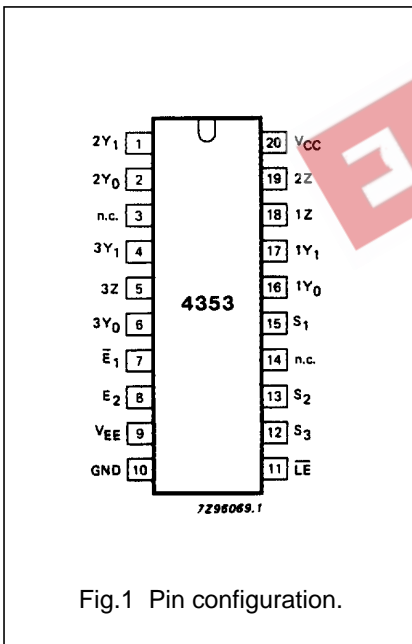 2Y1 1 20 VCC
2Y0 2 19 2Z
n.c. 3 18 1Z
3Y1 4 17 1Y1
3Z 5 16 1Y0
4353
3Y0 6 15 S1
E̅1 7 14 n.c.
E2 8 13 S2
VEE 9 12 S3
GND 10 11 L̅E̅
7Z96069.1
Fig.1 Pin configuration.